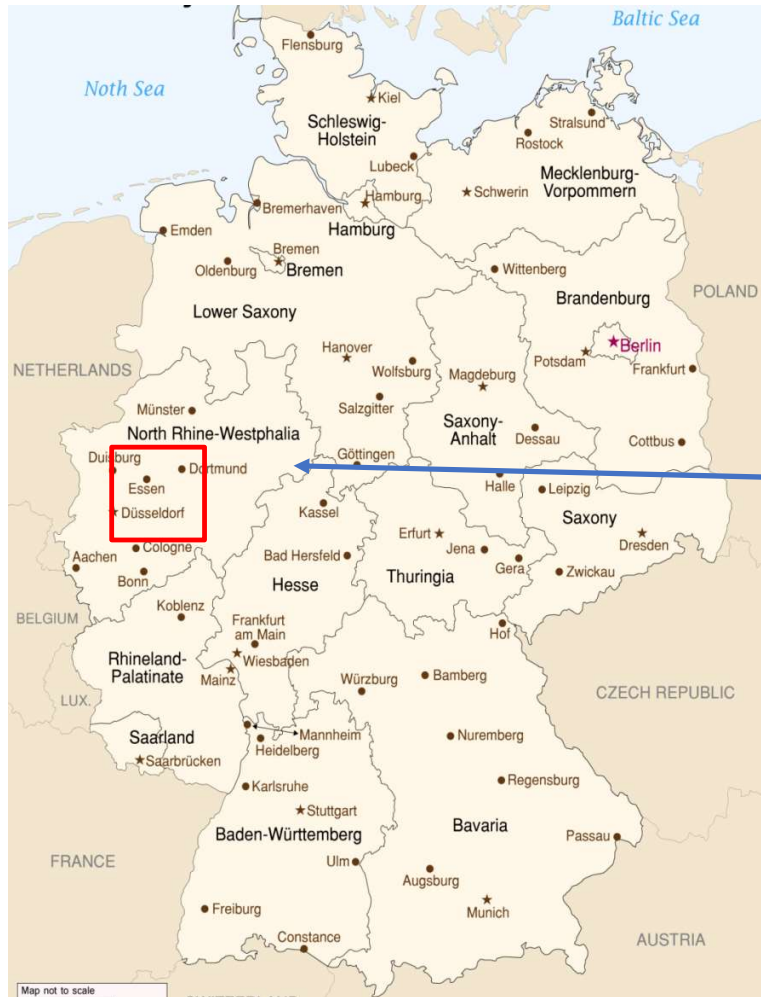 Baltic Sea
Flensburg
Noth Sea
Kiel
Schleswig-
Holstein
Stralsund
Rostock
Lubeck
Mecklenburg-
Vorpommern
Schwerin
Hamburg
Bremerhaven
Hamburg
Emden
Bremen
Oldenburg
Bremen
Wittenberg
Brandenburg
POLAND
Lower Saxony
Hanover
Berlin
Potsdam
Wolfsburg
Magdeburg
Frankfurt
NETHERLANDS
Salzgitter
Münster
Saxony-
Anhalt
North Rhine-Westphalia
Dessau
Cottbus
Göttingen
Duisburg
Dortmund
Essen
Halle
Leipzig
Kassel
Düsseldorf
Saxony
Erfurt
Dresden
Cologne
Aachen
Bad Hersfeld
Jena
Gera
Zwickau
Bonn
Hesse
Thuringia
Koblenz
BELGIUM
Frankfurt
am Main
Hof
Wiesbaden
Rhineland-
Palatinate
Mainz
Würzburg
Bamberg
LUX.
CZECH REPUBLIC
Saarland
Mannheim
Nuremberg
Heidelberg
Saarbrücken
Regensburg
Karlsruhe
Stuttgart
Bavaria
Baden-Württemberg
Passau
FRANCE
Ulm
Augsburg
Munich
Freiburg
Constance
AUSTRIA
Map not to scale